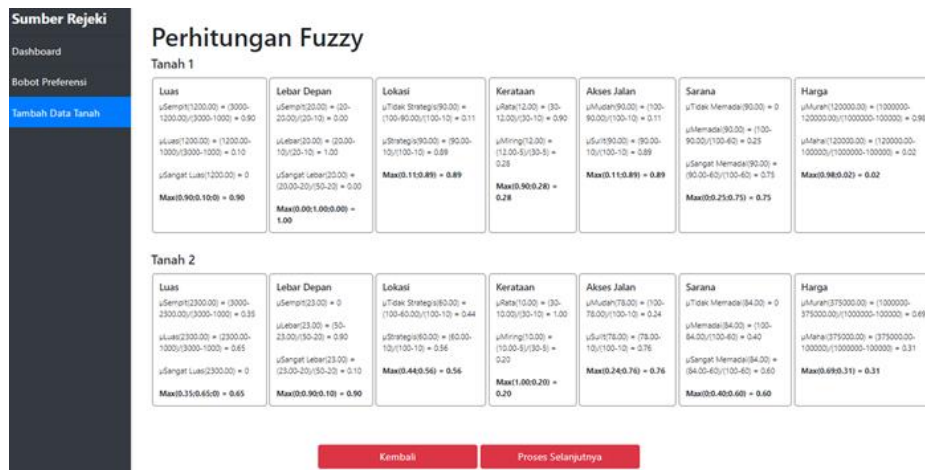 Sumber Rejeki
Dashboard
Bobot Preferensi
Tambah Data Tanah
Perhitungan Fuzzy
Tanah 1
Luas
µSempit(1200.00) = (3000-
1200.00)/(3000-1000) = 0.90
µLuas(1200.00) = (1200.00-
1000)/(3000-1000) = 0.10
µSangat Luas(1200.00) = 0
Max(0.90;0.10;0) = 0.90
Lebar Depan
µSempit(20.00) = (20-
20.00)/(20-10) = 0.00
µLebar(20.00) = (20.00-
10)/(20-10) = 1.00
µSangat Lebar(20.00) =
(20.00-20)/(50-20) = 0.00
Max(0.00;1.00;0.00) =
1.00
Lokasi
µTidak Strategis(90.00) =
(100-90.00)/(100-10) = 0.11
µStrategis(90.00) = (90.00-
10)/(100-10) = 0.89
Max(0.11;0.89) = 0.89
Kerataan
µRata(12.00) = (30-
12.00)/(30-10) = 0.90
µMiring(12.00) =
(12.00-5)/(30-5) =
0.28
Max(0.90;0.28) =
0.28
Akses Jalan
µMudah(90.00) = (100-
90.00)/(100-10) = 0.11
µSulit(90.00) = (90.00-
10)/(100-10) = 0.89
Max(0.11;0.89) = 0.89
Sarana
µTidak Memadai(90.00) = 0
µMemadai(90.00) = (100-
90.00)/(100-60) = 0.25
µSangat Memadai(90.00) =
(90.00-60)/(100-60) = 0.75
Max(0;0.25;0.75) = 0.75
Harga
µMurah(120000.00) = (1000000-
120000.00)/(1000000-100000) = 0.98
µMahal(120000.00) = (120000.00-
100000)/(1000000-100000) = 0.02
Max(0.98;0.02) = 0.02
Tanah 2
Luas
µSempit(2300.00) = (3000-
2300.00)/(3000-1000) = 0.35
µLuas(2300.00) = (2300.00-
1000)/(3000-1000) = 0.65
µSangat Luas(2300.00) = 0
Max(0.35;0.65;0) = 0.65
Lebar Depan
µSempit(23.00) = 0
µLebar(23.00) = (50-
23.00)/(50-20) = 0.90
µSangat Lebar(23.00) =
(23.00-20)/(50-20) = 0.10
Max(0;0.90;0.10) = 0.90
Lokasi
µTidak Strategis(60.00) =
(100-60.00)/(100-10) = 0.44
µStrategis(60.00) = (60.00-
10)/(100-10) = 0.56
Max(0.44;0.56) = 0.56
Kerataan
µRata(10.00) = (30-
10.00)/(30-10) = 1.00
µMiring(10.00) =
(10.00-5)/(30-5) =
0.20
Max(1.00;0.20) =
0.20
Akses Jalan
µMudah(78.00) = (100-
78.00)/(100-10) = 0.24
µSulit(78.00) = (78.00-
10)/(100-10) = 0.76
Max(0.24;0.76) = 0.76
Sarana
µTidak Memadai(84.00) = 0
µMemadai(84.00) = (100-
84.00)/(100-60) = 0.40
µSangat Memadai(84.00) =
(84.00-60)/(100-60) = 0.60
Max(0;0.40;0.60) = 0.60
Harga
µMurah(375000.00) = (1000000-
375000.00)/(1000000-100000) = 0.69
µMahal(375000.00) = (375000.00-
100000)/(1000000-100000) = 0.31
Max(0.69;0.31) = 0.31
Kembali
Proses Selanjutnya